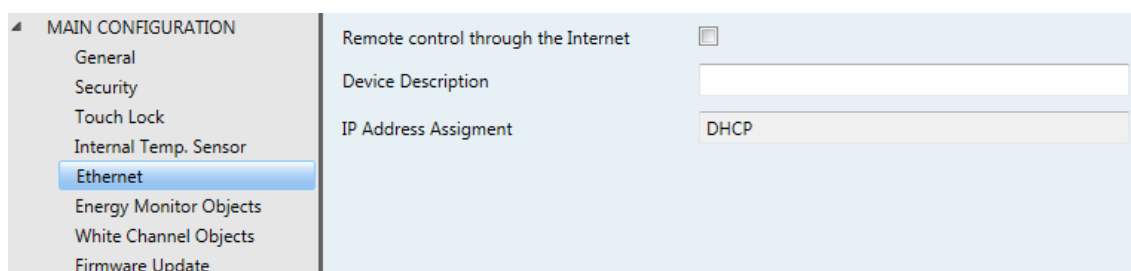 MAIN CONFIGURATION
General
Security
Touch Lock
Internal Temp. Sensor
Ethernet
Energy Monitor Objects
White Channel Objects
Firmware Update
Remote control through the Internet
Device Description
IP Address Assigment DHCP